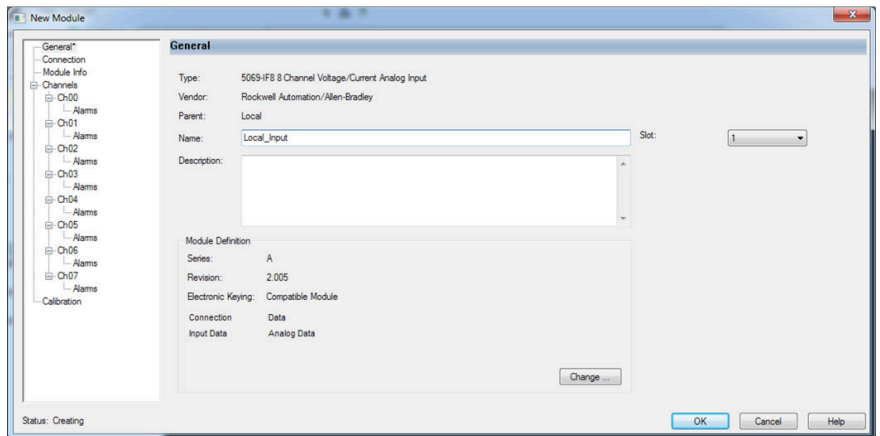 New Module
General*
Connection
Module Info
Channels
Ch00
Alarms
Ch01
Alarms
Ch02
Alarms
Ch03
Alarms
Ch04
Alarms
Ch05
Alarms
Ch06
Alarms
Ch07
Alarms
Calibration
General
Type: 5069-IF8 8 Channel Voltage/Current Analog Input
Vendor: Rockwell Automation/Allen-Bradley
Parent: Local
Name: Local_Input Slot: 1
Description:
Module Definition
Series: A
Revision: 2.005
Electronic Keying: Compatible Module
Connection Data
Input Data Analog Data
Change ...
Status: Creating OK Cancel Help